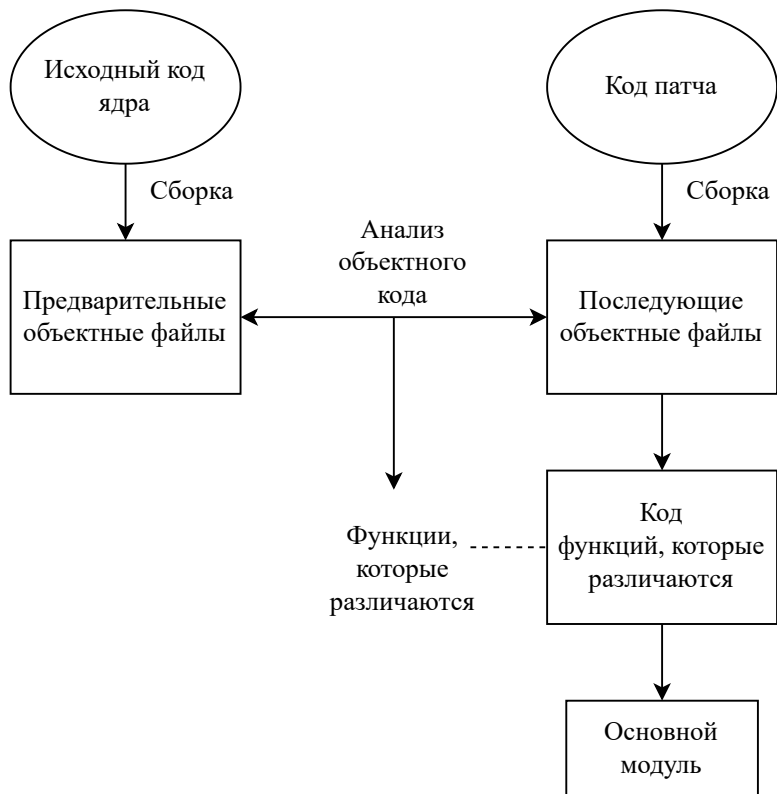 Исходный код
ядра
Код патча
Сборка
Сборка
Анализ
объектного
кода
Предварительные
объектные файлы
Последующие
объектные файлы
Функции,
которые
различаются
Код
функций, которые
различаются
Основной
модуль